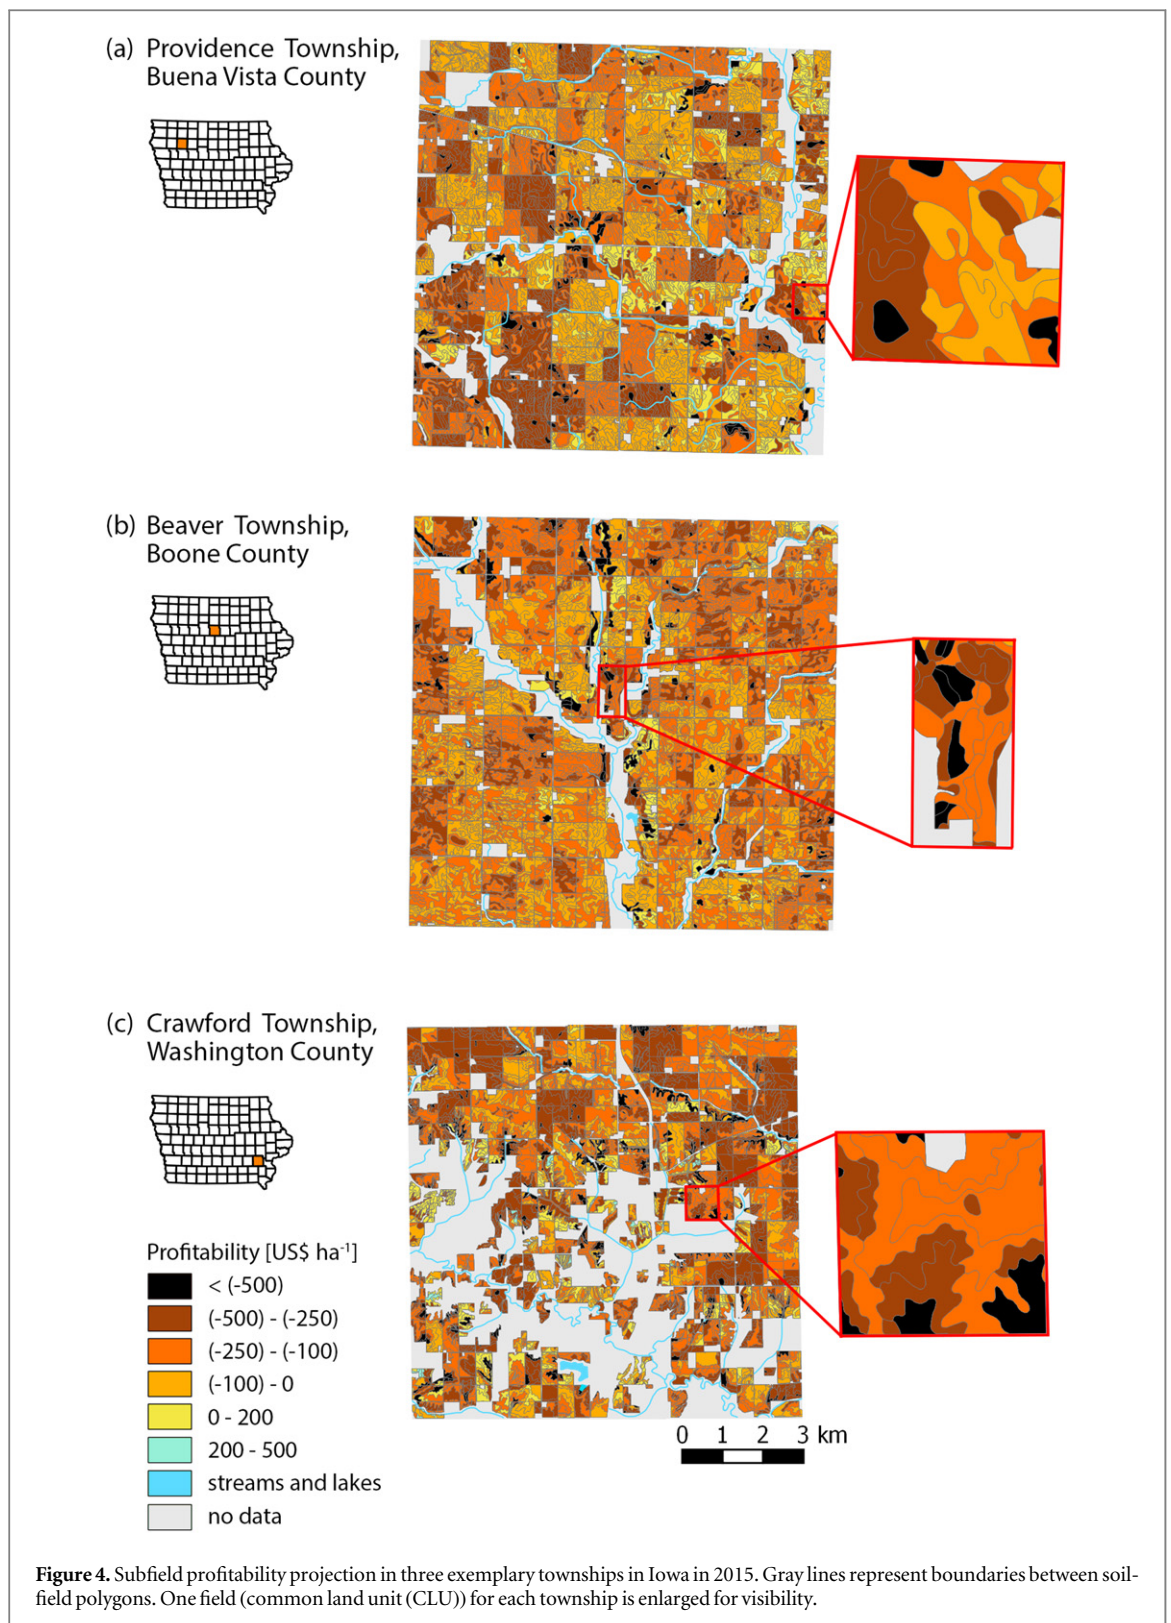 (a) Providence Township,
Buena Vista County
(b) Beaver Township,
Boone County
(c) Crawford Township,
Washington County
Profitability [US$ ha⁻¹]
< (-500)
(-500) - (-250)
(-250) - (-100)
(-100) - 0
0 - 200
200 - 500
streams and lakes
no data
0 1 2 3 km
Figure 4. Subfield profitability projection in three exemplary townships in Iowa in 2015. Gray lines represent boundaries between soil-
field polygons. One field (common land unit (CLU)) for each township is enlarged for visibility.